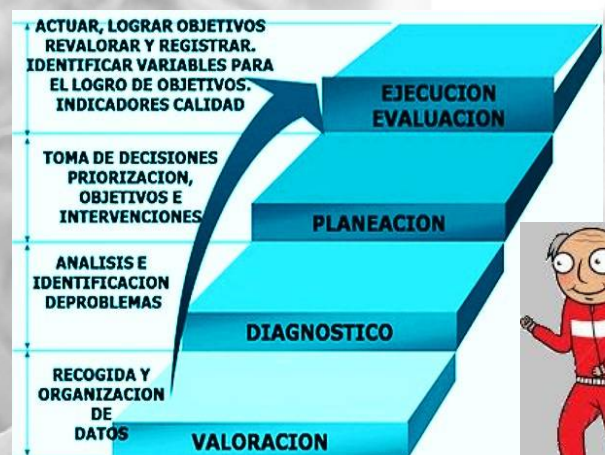 ACTUAR, LOGRAR OBJETIVOS
REVALORAR Y REGISTRAR.
IDENTIFICAR VARIABLES PARA
EL LOGRO DE OBJETIVOS.
INDICADORES CALIDAD
EJECUCION
EVALUACION
TOMA DE DECISIONES
PRIORIZACION,
OBJETIVOS E
INTERVENCIONES
PLANEACION
ANALISIS E
IDENTIFICACION
DEPROBLEMAS
DIAGNOSTICO
RECOGIDA Y
ORGANIZACION
DE
DATOS
VALORACION